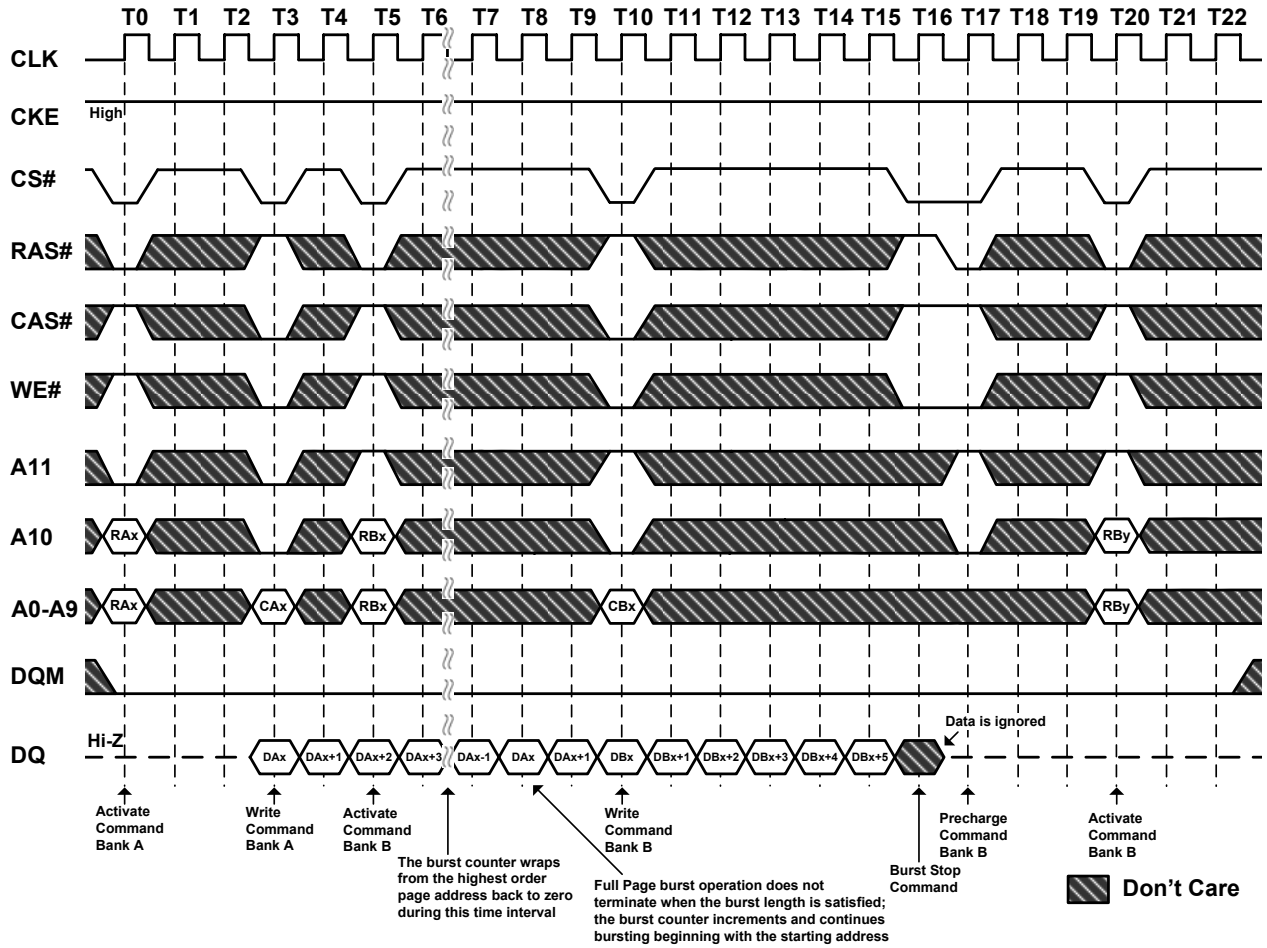 T0 T1 T2 T3 T4 T5 T6 T7 T8 T9 T10 T11 T12 T13 T14 T15 T16 T17 T18 T19 T20 T21 T22
CLK
CKE High
CS#
RAS#
CAS#
WE#
A11
A10 RAx RBx RBy
A0-A9 RAx CAx RBx CBx RBy
DQM
Data is ignored
DQ Hi-Z DAx DAx+1 DAx+2 DAx+3 DAx-1 DAx DAx+1 DBx DBx+1 DBx+2 DBx+3 DBx+4 DBx+5
Activate
Command
Bank A
Write
Command
Bank A
Activate
Command
Bank B
The burst counter wraps
from the highest order
page address back to zero
during this time interval
Write
Command
Bank B
Full Page burst operation does not
terminate when the burst length is satisfied;
the burst counter increments and continues
bursting beginning with the starting address
Burst Stop
Command
Precharge
Command
Bank B
Activate
Command
Bank B
Don't Care